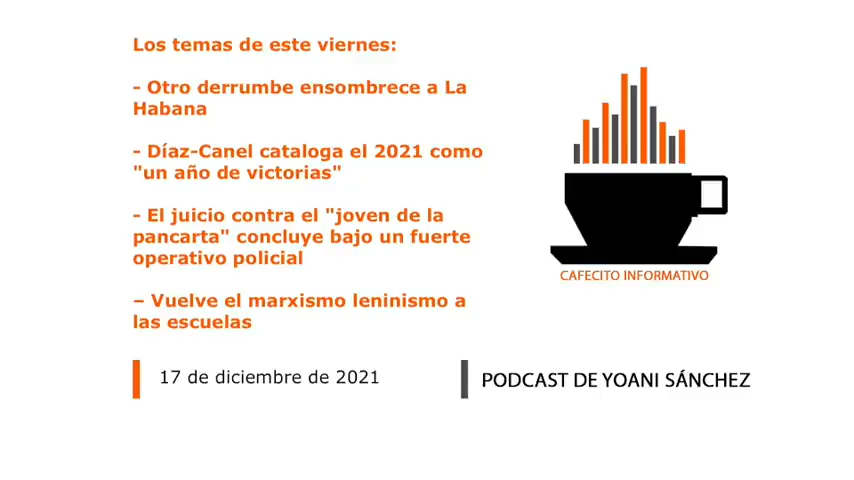 Los temas de este viernes:
- Otro derrumbe ensombrece a La
Habana
- Díaz-Canel cataloga el 2021 como
"un año de victorias"
- El juicio contra el "joven de la
pancarta" concluye bajo un fuerte
operativo policial
– Vuelve el marxismo leninismo a
las escuelas
CAFECITO INFORMATIVO
17 de diciembre de 2021
PODCAST DE YOANI SÁNCHEZ